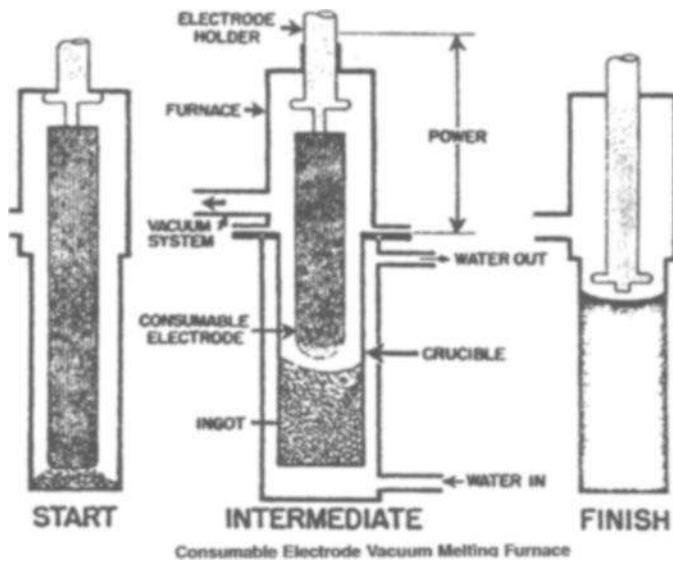 ELECTRODE
HOLDER
FURNACE
POWER
VACUUM
SYSTEM
WATER OUT
CONSUMABLE
ELECTRODE
CRUCIBLE
INGOT
WATER IN
START
INTERMEDIATE
FINISH
Consumable Electrode Vacuum Melting Furnace